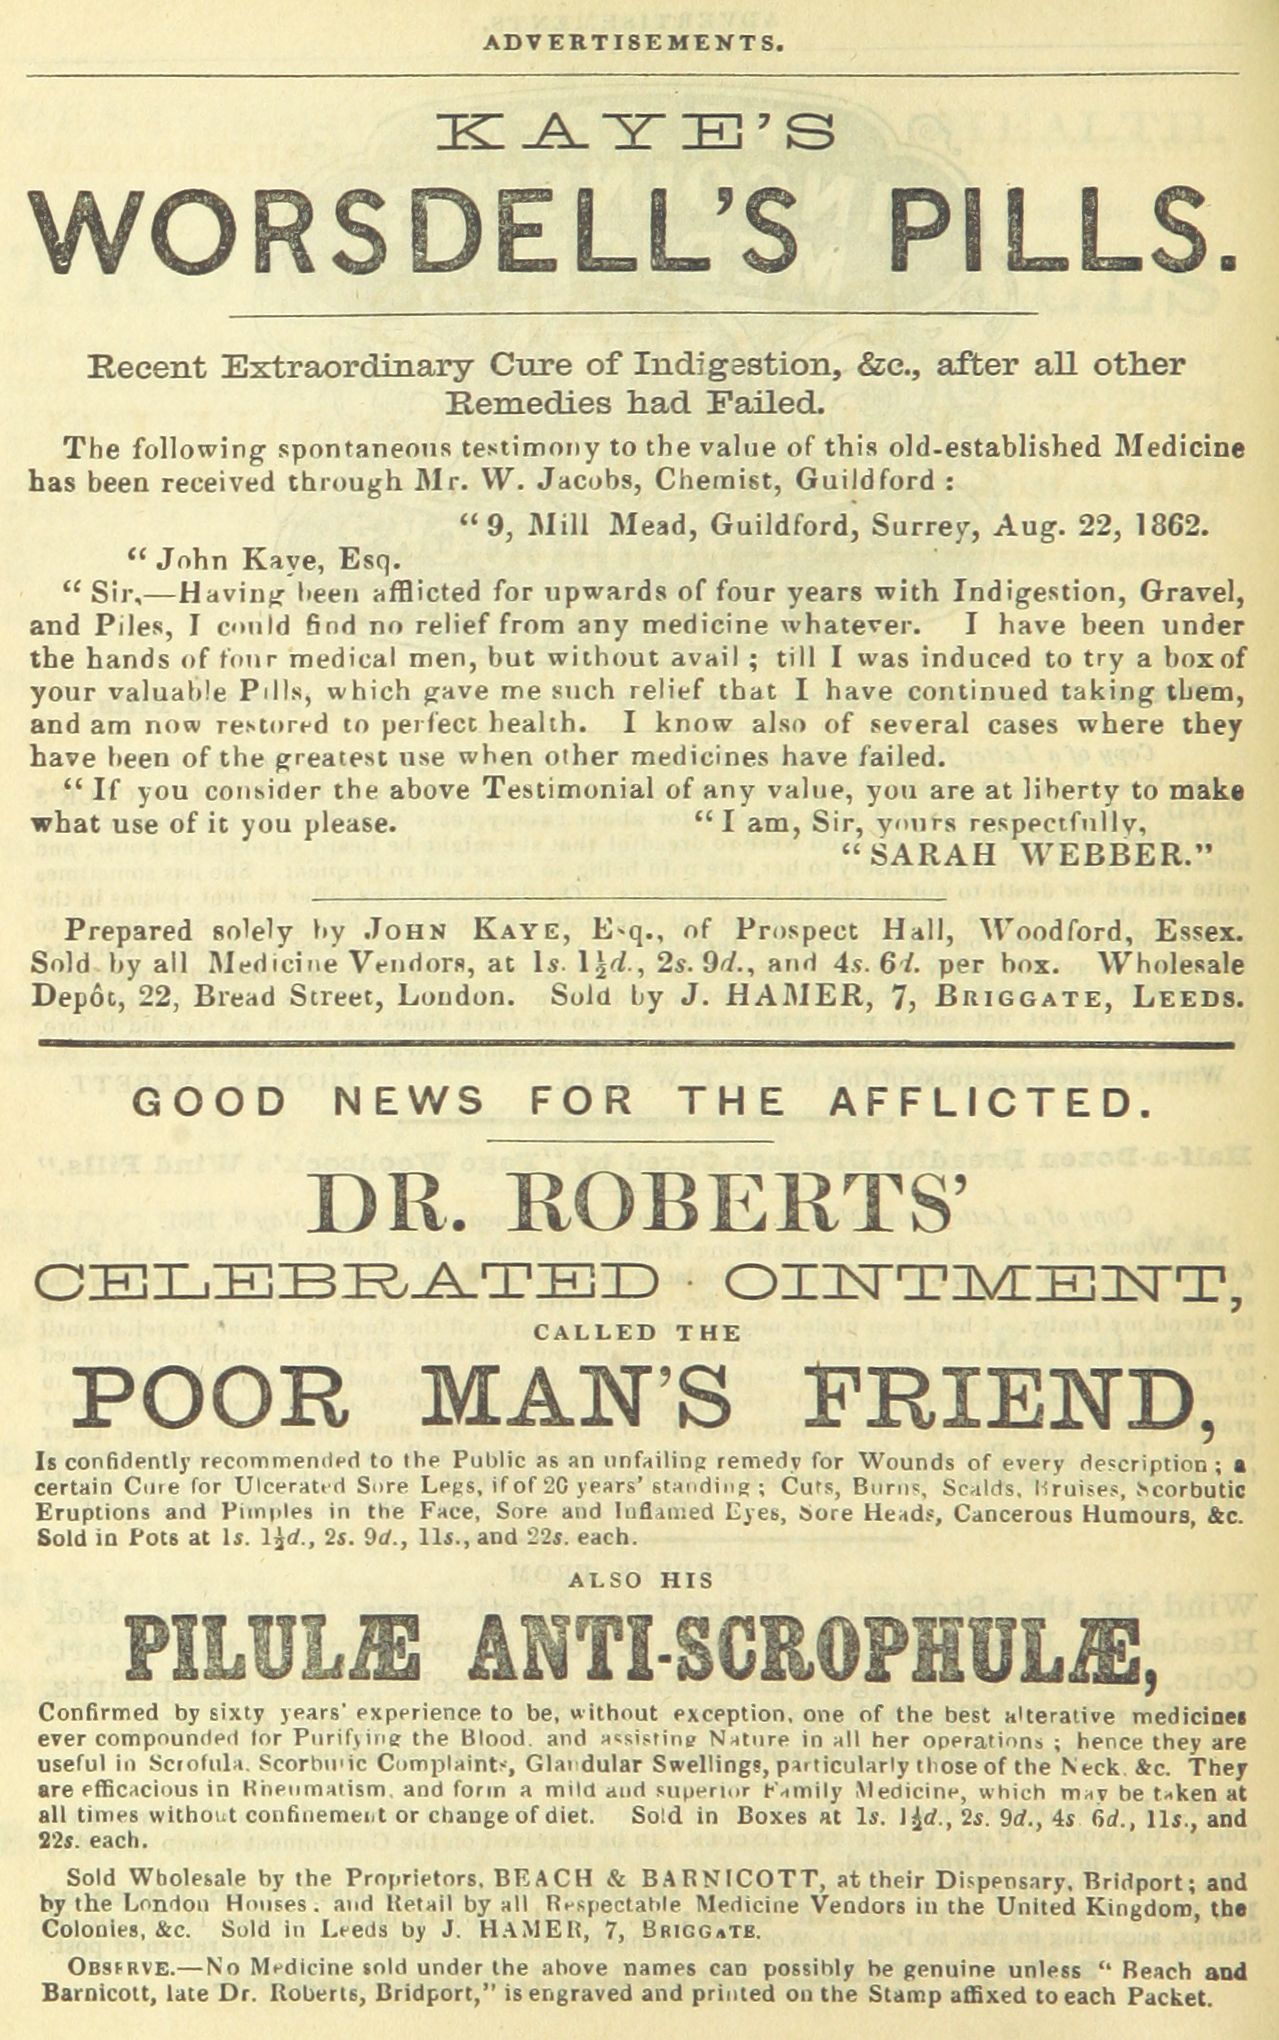 ADVERTISEMENTS.
KAYE'S
WORSDELL'S PILLS.
Recent Extraordinary Cure of Indigestion, &c., after all other
Remedies had Failed.
The following spontaneous testimony to the value of this old-established Medicine
has been received through Mr. W. Jacobs, Chemist, Guildford :
“ 9, Mill Mead, Guildford, Surrey, Aug. 22, 1862.
“ John Kaye, Esq.
“ Sir,—Having been afflicted for upwards of four years with Indigestion, Gravel,
and Piles, I could find no relief from any medicine whatever. I have been under
the hands of four medical men, but without avail ; till I was induced to try a box of
your valuable Pills, which gave me such relief that I have continued taking them,
and am now restored to perfect health. I know also of several cases where they
have been of the greatest use when other medicines have failed.
“ If you consider the above Testimonial of any value, you are at liberty to make
what use of it you please. “ I am, Sir, yours respectfully,
“ SARAH WEBBER.”
Prepared solely by JOHN KAYE, Esq., of Prospect Hall, Woodford, Essex.
Sold by all Medicine Vendors, at 1s. 1½d., 2s. 9d., and 4s. 6d. per box. Wholesale
Depôt, 22, Bread Street, London. Sold by J. HAMER, 7, BRIGGATE, LEEDS.
GOOD NEWS FOR THE AFFLICTED.
DR. ROBERTS'
CELEBRATED OINTMENT,
CALLED THE
POOR MAN'S FRIEND,
Is confidently recommended to the Public as an unfailing remedy for Wounds of every description ; a
certain Cure for Ulcerated Sore Legs, if of 20 years' standing ; Cuts, Burns, Scalds, Bruises, Scorbutic
Eruptions and Pimples in the Face, Sore and Inflamed Eyes, Sore Heads, Cancerous Humours, &c.
Sold in Pots at 1s. 1½d., 2s. 9d., 11s., and 22s. each.
ALSO HIS
PILULÆ ANTI-SCROPHULÆ,
Confirmed by sixty years' experience to be, without exception, one of the best alterative medicines
ever compounded for Purifying the Blood, and assisting Nature in all her operations ; hence they are
useful in Scrofula, Scorbutic Complaints, Glandular Swellings, particularly those of the Neck, &c. They
are efficacious in Rheumatism, and form a mild and superior Family Medicine, which may be taken at
all times without confinement or change of diet. Sold in Boxes at 1s. 1½d., 2s. 9d., 4s 6d., 11s., and
22s. each.
Sold Wholesale by the Proprietors, BEACH & BARNICOTT, at their Dispensary, Bridport ; and
by the London Houses ; and Retail by all Respectable Medicine Vendors in the United Kingdom, the
Colonies, &c. Sold in Leeds by J. HAMER, 7, BRIGGATE.
OBSERVE.—No Medicine sold under the above names can possibly be genuine unless “ Beach and
Barnicott, late Dr. Roberts, Bridport,” is engraved and printed on the Stamp affixed to each Packet.